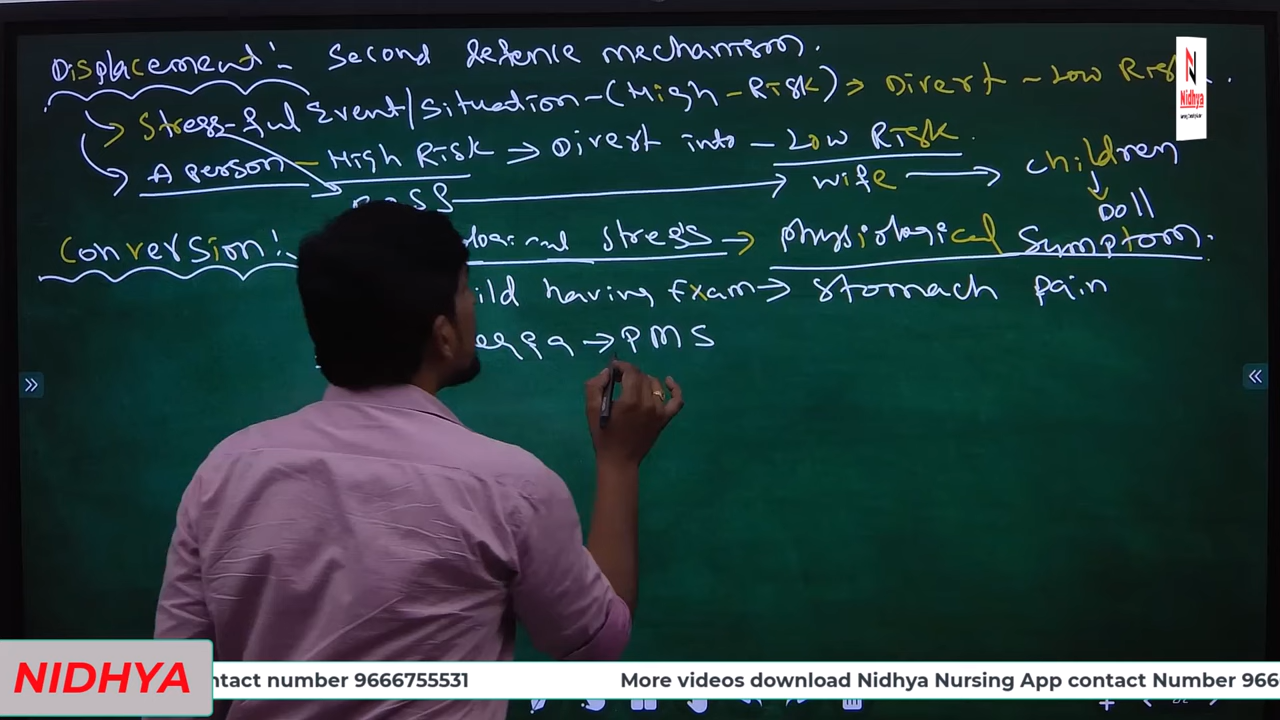 Displacement:- Second defence mechanism.
Stress-ful Event/Situation-(High-Risk) => Divert - Low Risk.
A person - High Risk => Divert into - Low Risk.
Boss → wife → children
Doll
Conversion:- stress → physiological Symptom.
having Exam → stomach pain
→ PMS
N
Nidhya
NIDHYA
ntact number 9666755531
More videos download Nidhya Nursing App contact Number 966